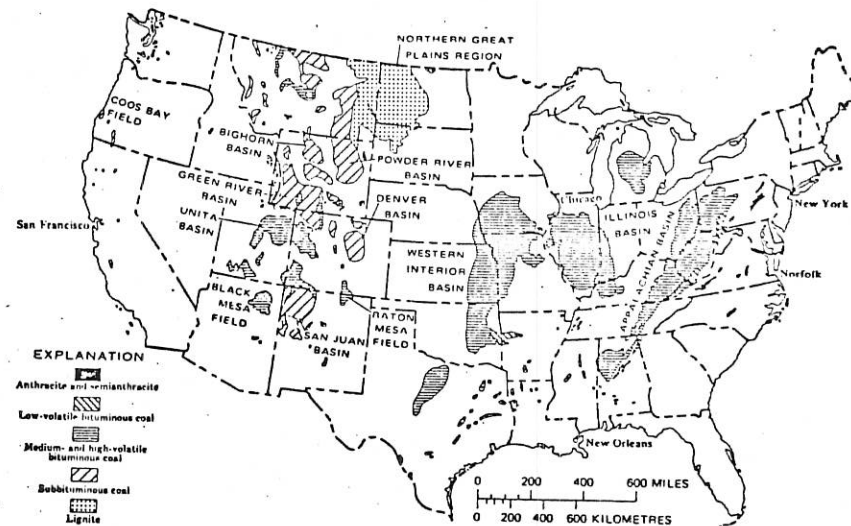 NORTHERN GREAT
PLAINS REGION
COOS BAY
FIELD
BIGHORN
BASIN
POWDER RIVER
BASIN
GREEN RIVER
BASIN
UNITA
BASIN
DENVER
BASIN
Chicago
ILLINOIS
BASIN
New York
San Francisco
WESTERN
INTERIOR
BASIN
APPALACHIAN BASIN
Norfolk
BLACK
MESA
FIELD
RATON
MESA
FIELD
SAN JUAN
BASIN
New Orleans
EXPLANATION
Anthracite and semianthracite
Low-volatile bituminous coal
Medium- and high-volatile
bituminous coal
Subbituminous coal
Lignite
0 200 400 600 MILES
0 200 400 600 KILOMETRES